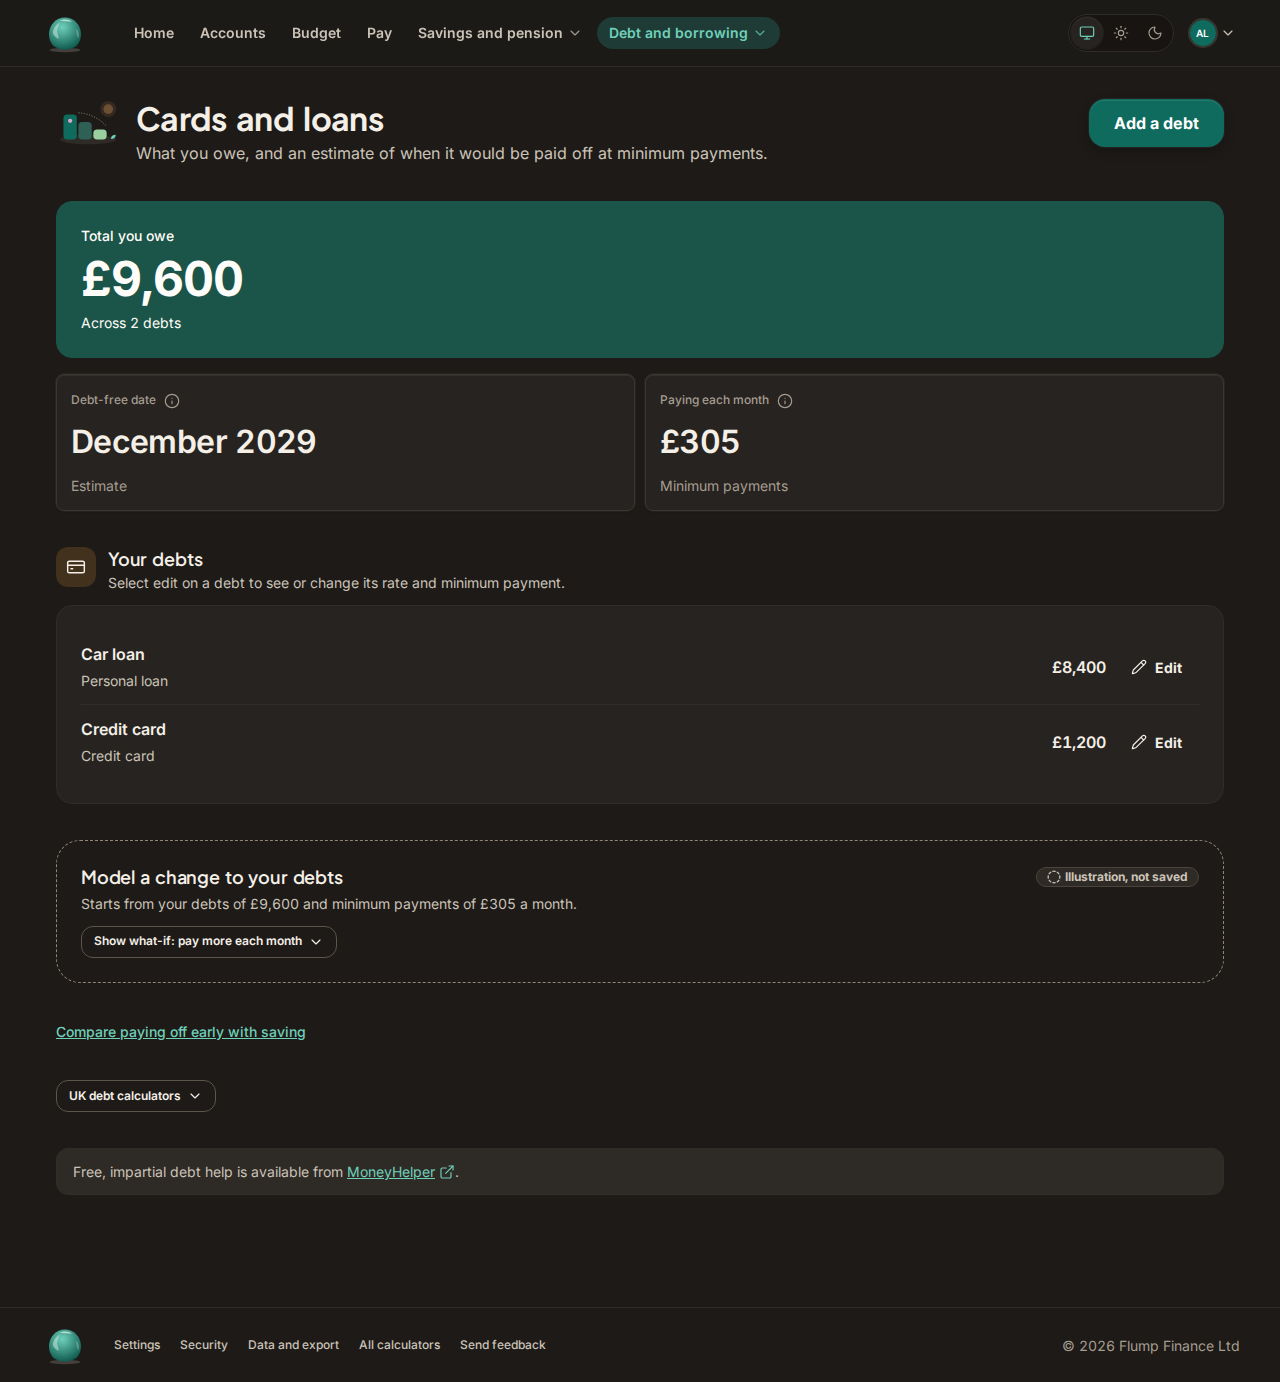 Home Accounts Budget Pay Savings and pension Debt and borrowing AL
Cards and loans
What you owe, and an estimate of when it would be paid off at minimum payments.
Add a debt
Total you owe
£9,600
Across 2 debts
Debt-free date
December 2029
Estimate
Paying each month
£305
Minimum payments
Your debts
Select edit on a debt to see or change its rate and minimum payment.
Car loan
Personal loan
£8,400 Edit
Credit card
Credit card
£1,200 Edit
Model a change to your debts
Illustration, not saved
Starts from your debts of £9,600 and minimum payments of £305 a month.
Show what-if: pay more each month
Compare paying off early with saving
UK debt calculators
Free, impartial debt help is available from MoneyHelper.
Settings Security Data and export All calculators Send feedback
© 2026 Flump Finance Ltd